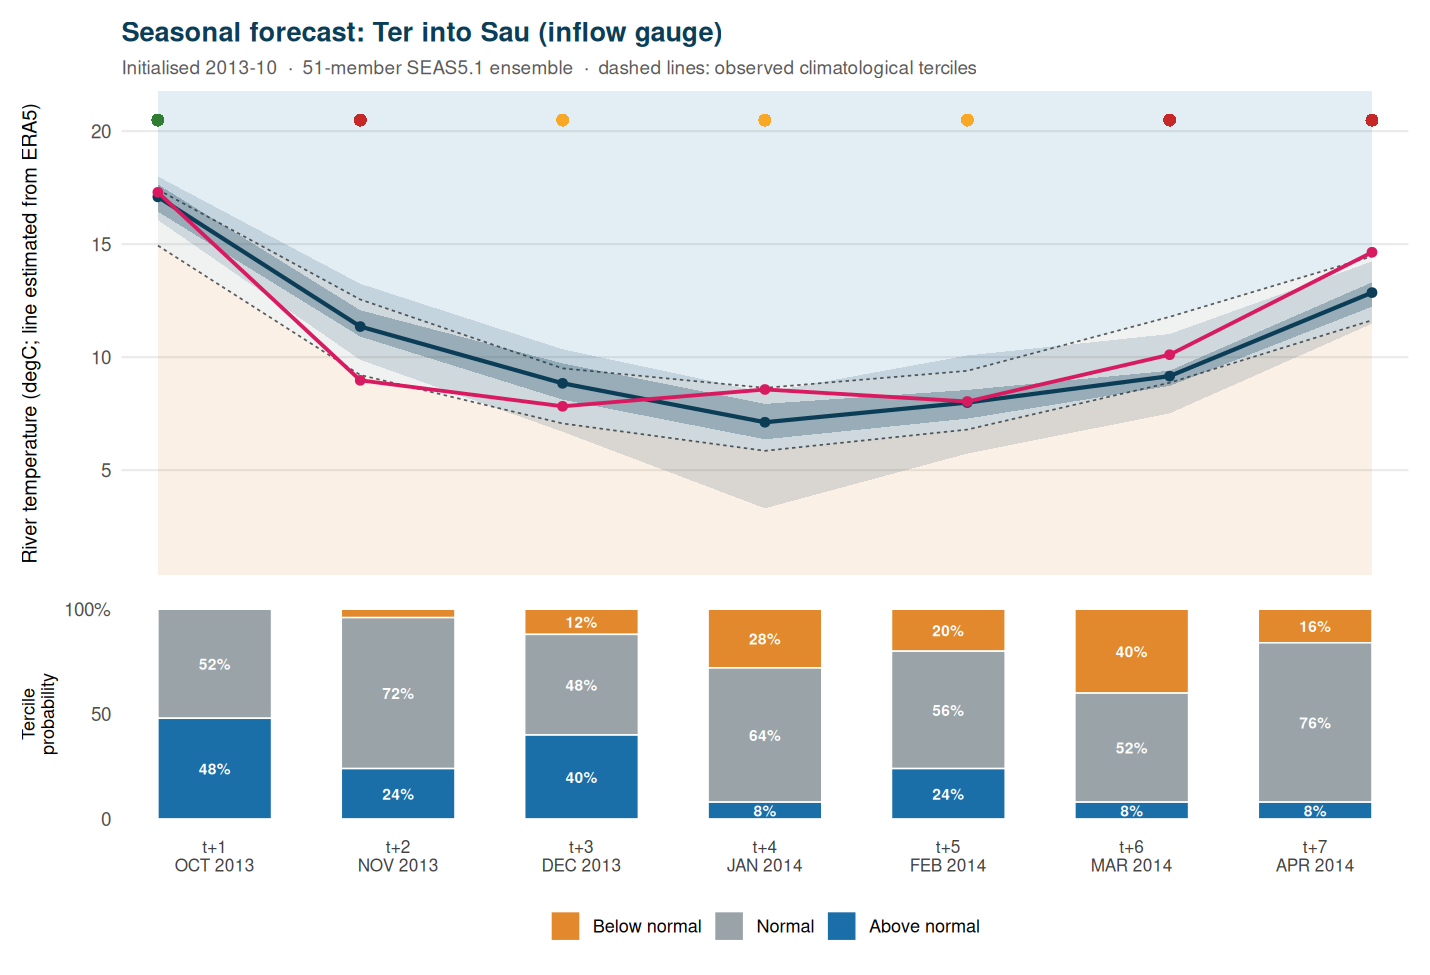 Seasonal forecast: Ter into Sau (inflow gauge)
Initialised 2013-10 · 51-member SEAS5.1 ensemble · dashed lines: observed climatological terciles
River temperature (degC; line estimated from ERA5)
20
15
10
5
Tercile
probability
100%
50
0
52%
48%
72%
24%
12%
48%
40%
28%
64%
8%
20%
56%
24%
40%
52%
8%
16%
76%
8%
t+1
OCT 2013
t+2
NOV 2013
t+3
DEC 2013
t+4
JAN 2014
t+5
FEB 2014
t+6
MAR 2014
t+7
APR 2014
Below normal
Normal
Above normal